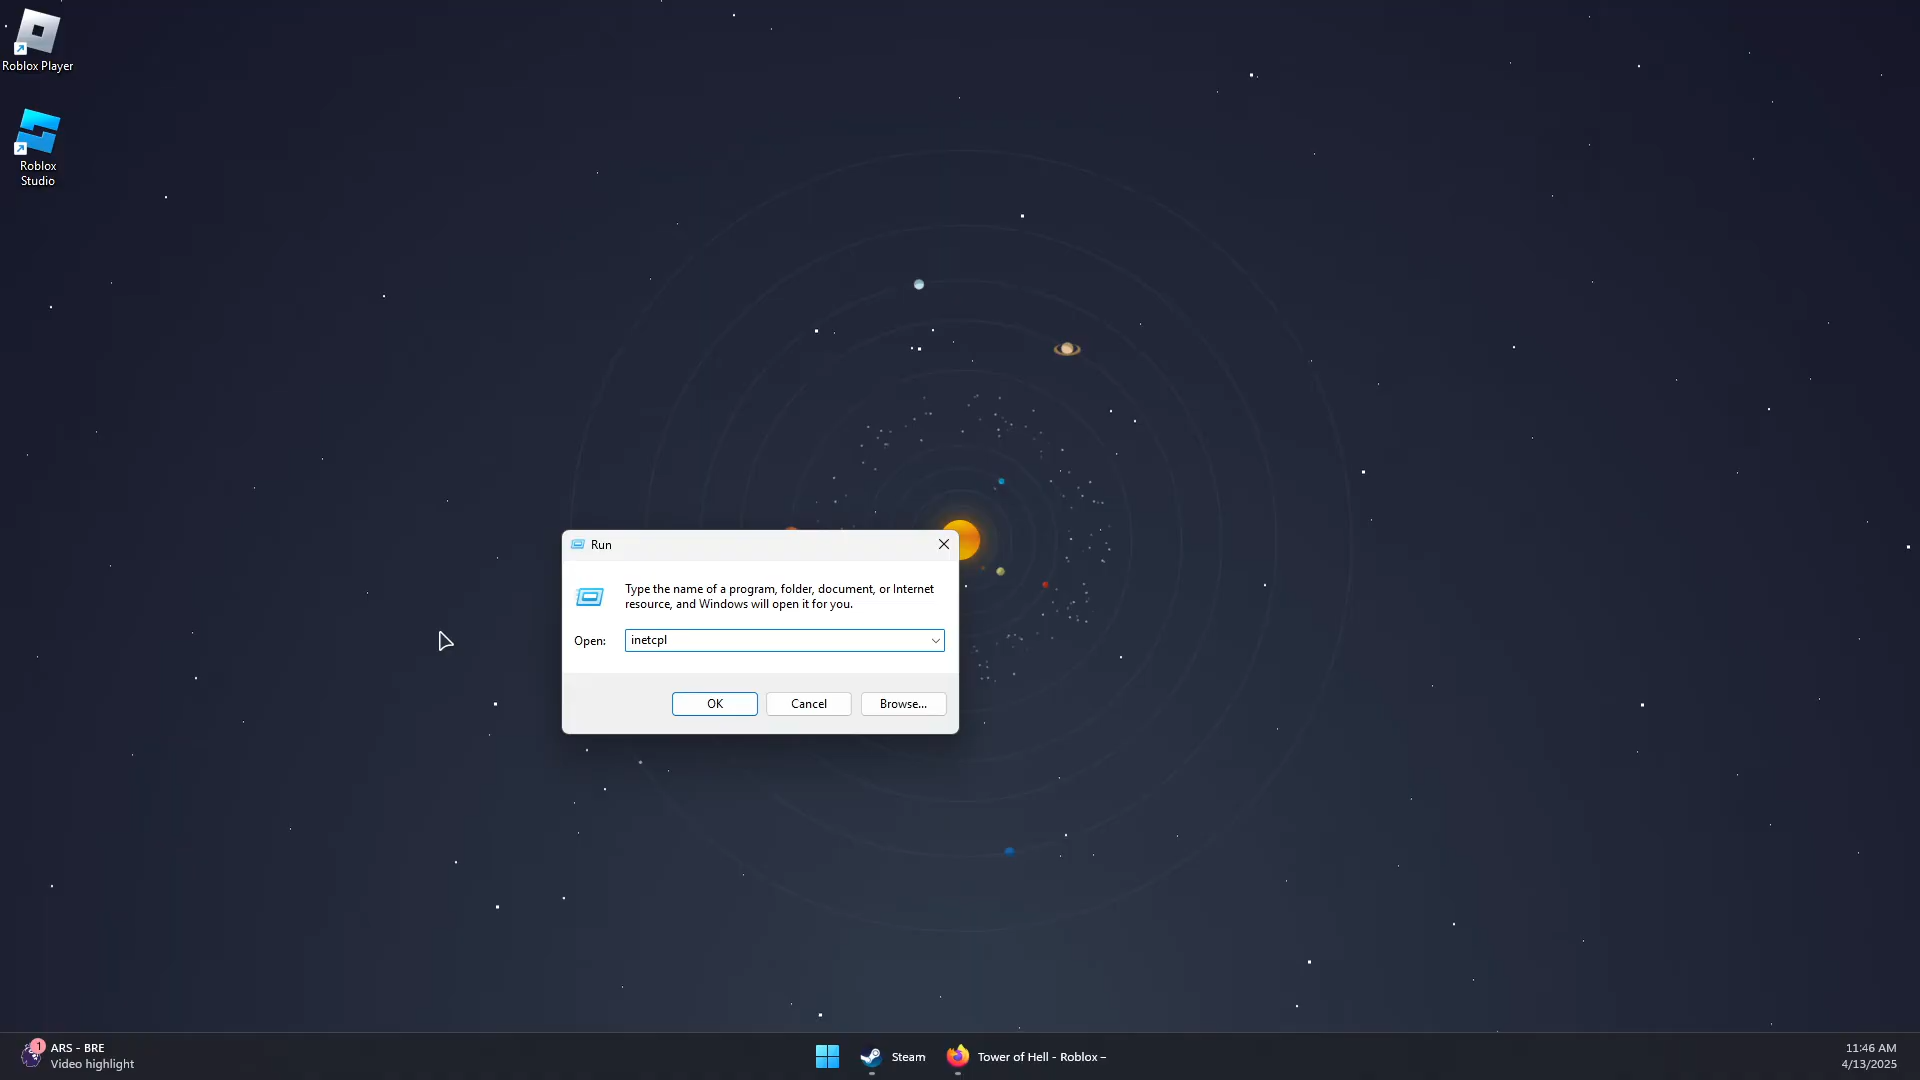 Roblox Player
Roblox
Studio
Run
Type the name of a program, folder, document, or Internet
resource, and Windows will open it for you.
Open:
inetcpl
OK
Cancel
Browse...
1
ARS - BRE
Video highlight
Steam
Tower of Hell - Roblox –
11:46 AM
4/13/2025